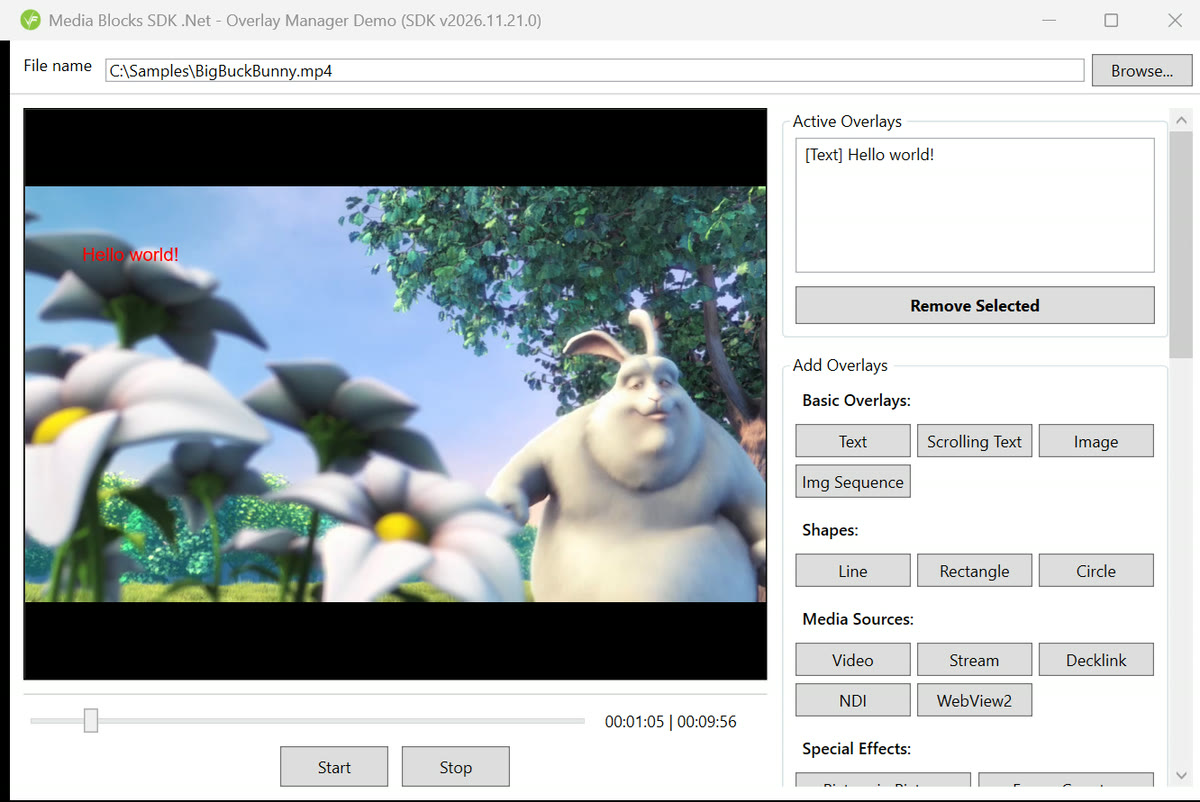 Media Blocks SDK .Net - Overlay Manager Demo (SDK v2026.11.21.0)
File name
C:\Samples\BigBuckBunny.mp4
Browse...
Hello world!
00:01:05 | 00:09:56
Start
Stop
Active Overlays
[Text] Hello world!
Remove Selected
Add Overlays
Basic Overlays:
Text
Scrolling Text
Image
Img Sequence
Shapes:
Line
Rectangle
Circle
Media Sources:
Video
Stream
Decklink
NDI
WebView2
Special Effects: